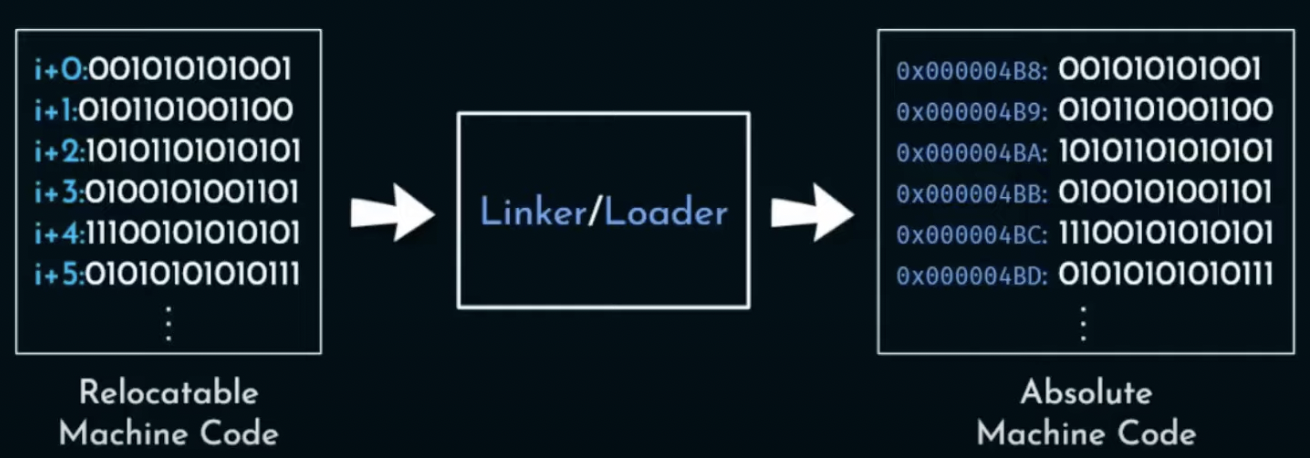 i+0:001010101001
i+1:0101101001100
i+2:10101101010101
i+3:0100101001101
i+4:11100101010101
i+5:01010101010111
Relocatable
Machine Code
Linker/Loader
0x000004B8: 001010101001
0x000004B9: 0101101001100
0x000004BA: 10101101010101
0x000004BB: 0100101001101
0x000004BC: 11100101010101
0x000004BD: 01010101010111
Absolute
Machine Code